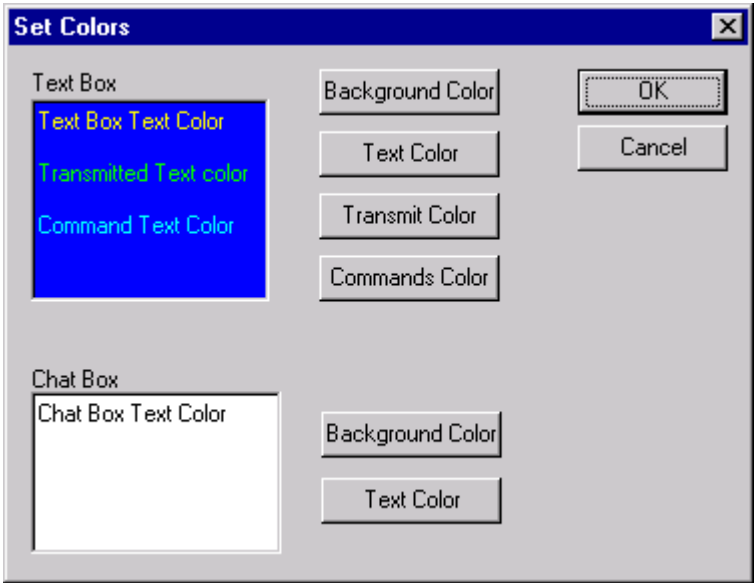 Set Colors
Text Box
Text Box Text Color
Transmitted Text color
Command Text Color
Background Color
Text Color
Transmit Color
Commands Color
OK
Cancel
Chat Box
Chat Box Text Color
Background Color
Text Color